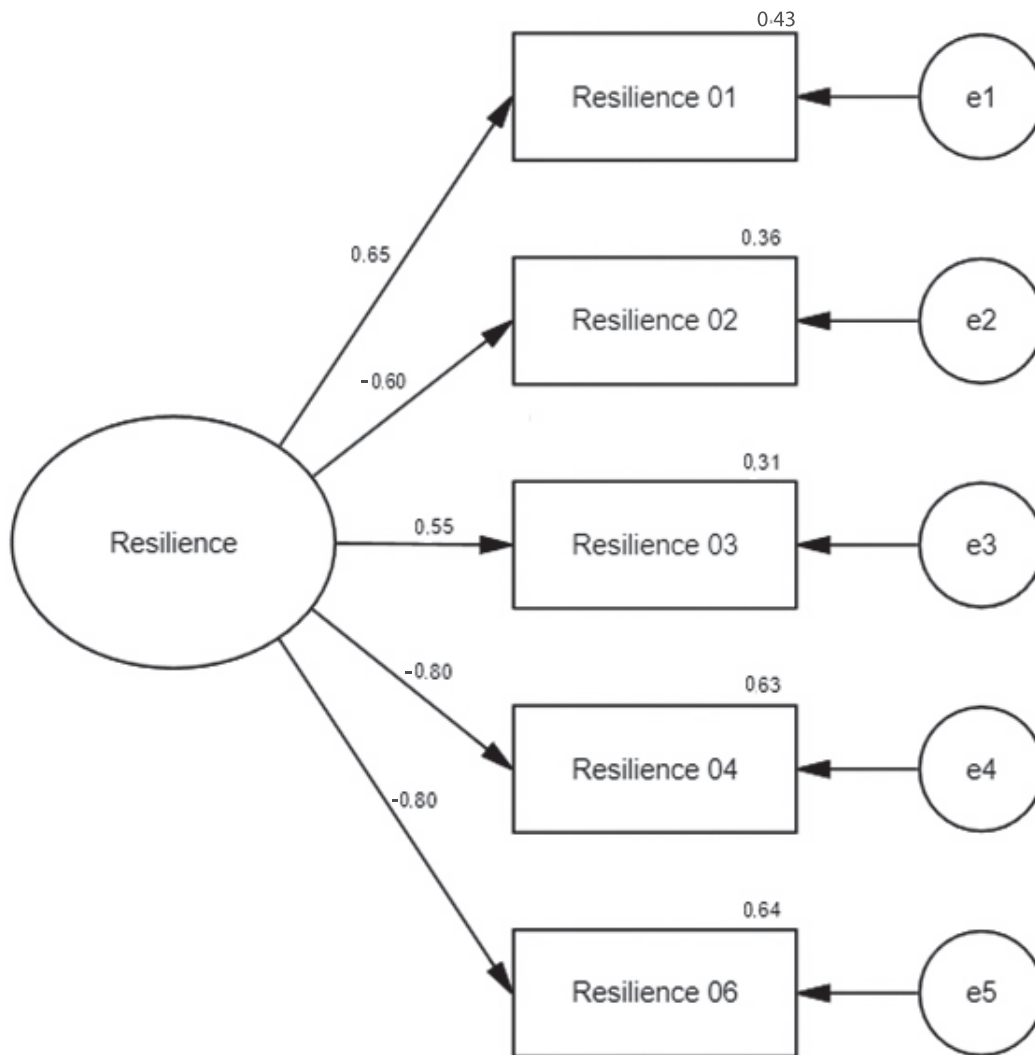 0.43
Resilience 01
e1
0.65
0.36
Resilience 02
e2
-0.60
0.31
Resilience 03
e3
Resilience
0.55
-0.80
063
Resilience 04
e4
-0.80
0.64
Resilience 06
e5